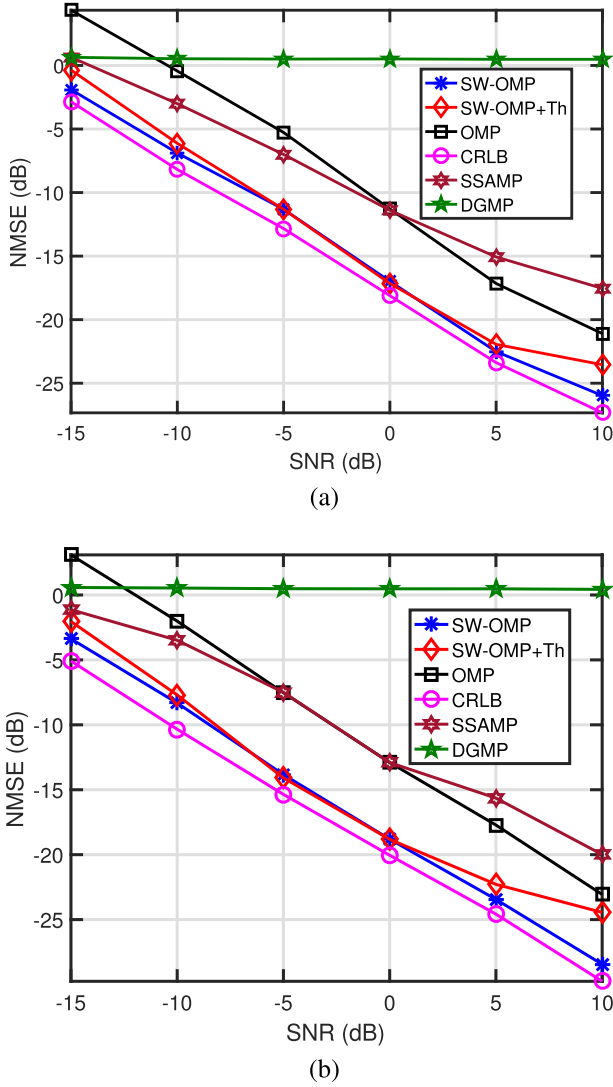 0
-5
-10
-15
-20
-25
NMSE (dB)
SW-OMP
SW-OMP+Th
OMP
CRLB
SSAMP
DGMP
-15
-10
-5
0
5
10
SNR (dB)
(a)
0
-5
-10
-15
-20
-25
NMSE (dB)
SW-OMP
SW-OMP+Th
OMP
CRLB
SSAMP
DGMP
-15
-10
-5
0
5
10
SNR (dB)
(b)